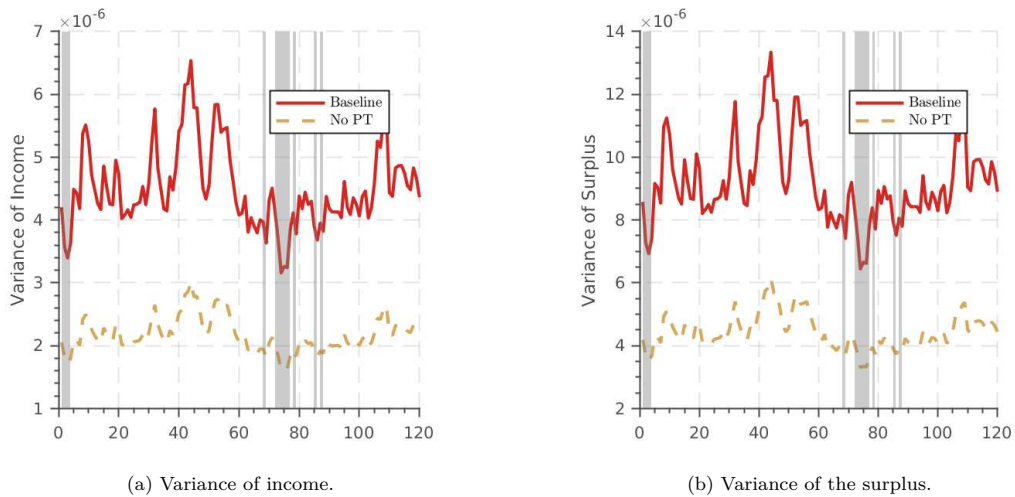 ×10⁻⁶
7
6
5
4
3
2
1
Variance of Income
0 20 40 60 80 100 120
Baseline
No PT
(a) Variance of income.
×10⁻⁶
14
12
10
8
6
4
2
Variance of Surplus
0 20 40 60 80 100 120
Baseline
No PT
(b) Variance of the surplus.